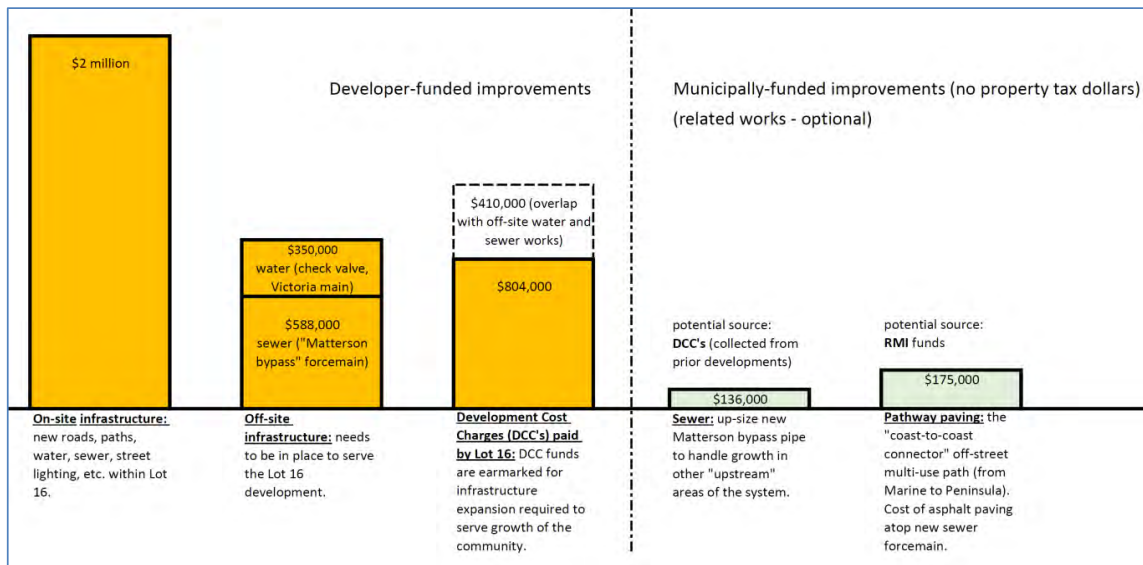 $2 million
Developer-funded improvements
Municipally-funded improvements (no property tax dollars)
(related works - optional)
$410,000 (overlap
with off-site water and
sewer works)
$350,000
water (check valve,
Victoria main)
$588,000
sewer ("Matterson
bypass" forcemain)
$804,000
potential source:
DCC's (collected from
prior developments)
$136,000
potential source:
RMI funds
$175,000
On-site infrastructure:
new roads, paths,
water, sewer, street
lighting, etc. within Lot
16.
Off-site
infrastructure: needs
to be in place to serve
the Lot 16
development.
Development Cost
Charges (DCC's) paid
by Lot 16: DCC funds
are earmarked for
infrastructure
expansion required to
serve growth of the
community.
Sewer: up-size new
Matterson bypass pipe
to handle growth in
other "upstream"
areas of the system.
Pathway paving: the
"coast-to-coast
connector" off-street
multi-use path (from
Marine to Peninsula).
Cost of asphalt paving
atop new sewer
forcemain.